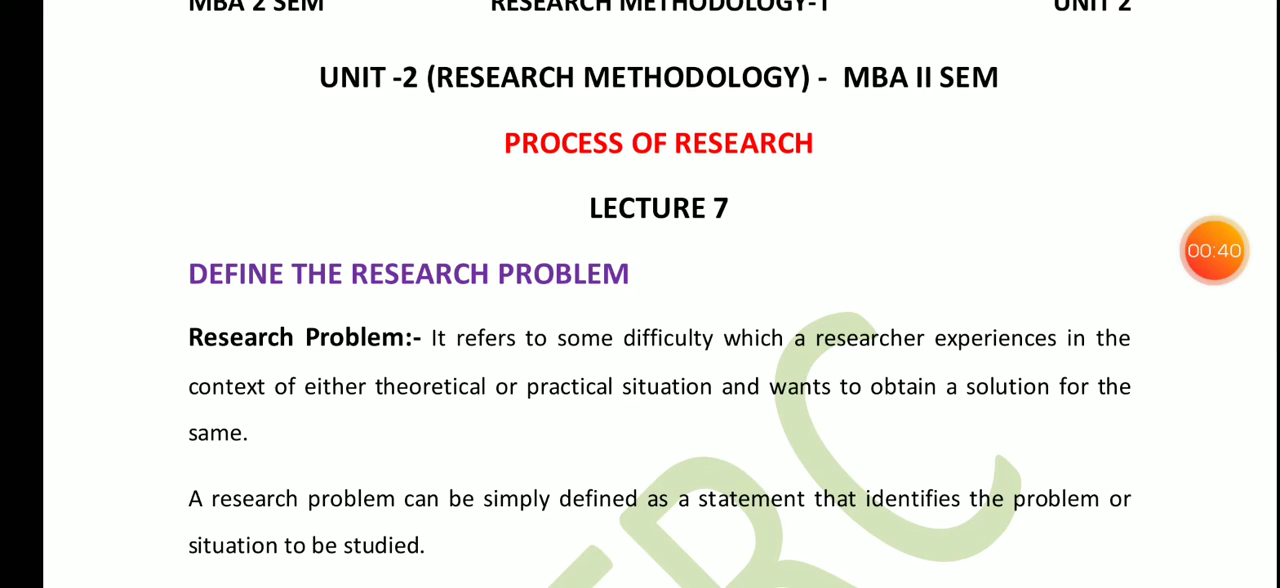 MBA 2 SEM RESEARCH METHODOLOGY-1 UNIT 2
UNIT -2 (RESEARCH METHODOLOGY) - MBA II SEM
PROCESS OF RESEARCH
LECTURE 7
00:40
DEFINE THE RESEARCH PROBLEM
Research Problem:- It refers to some difficulty which a researcher experiences in the
context of either theoretical or practical situation and wants to obtain a solution for the
same.
A research problem can be simply defined as a statement that identifies the problem or
situation to be studied.